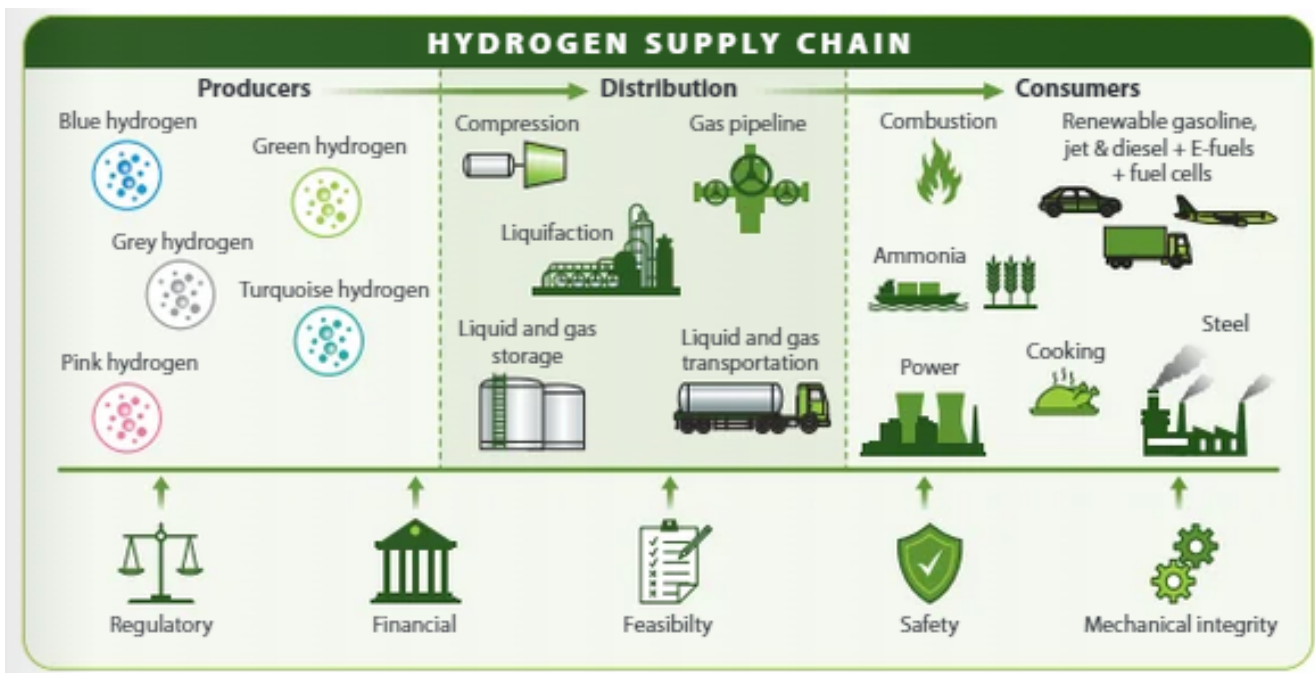 HYDROGEN SUPPLY CHAIN
Producers
Distribution
Consumers
Blue hydrogen
Green hydrogen
Grey hydrogen
Turquoise hydrogen
Pink hydrogen
Compression
Gas pipeline
Liquifaction
Liquid and gas
storage
Liquid and gas
transportation
Combustion
Renewable gasoline,
jet & diesel + E-fuels
+ fuel cells
Ammonia
Steel
Power
Cooking
Regulatory
Financial
Feasibilty
Safety
Mechanical integrity